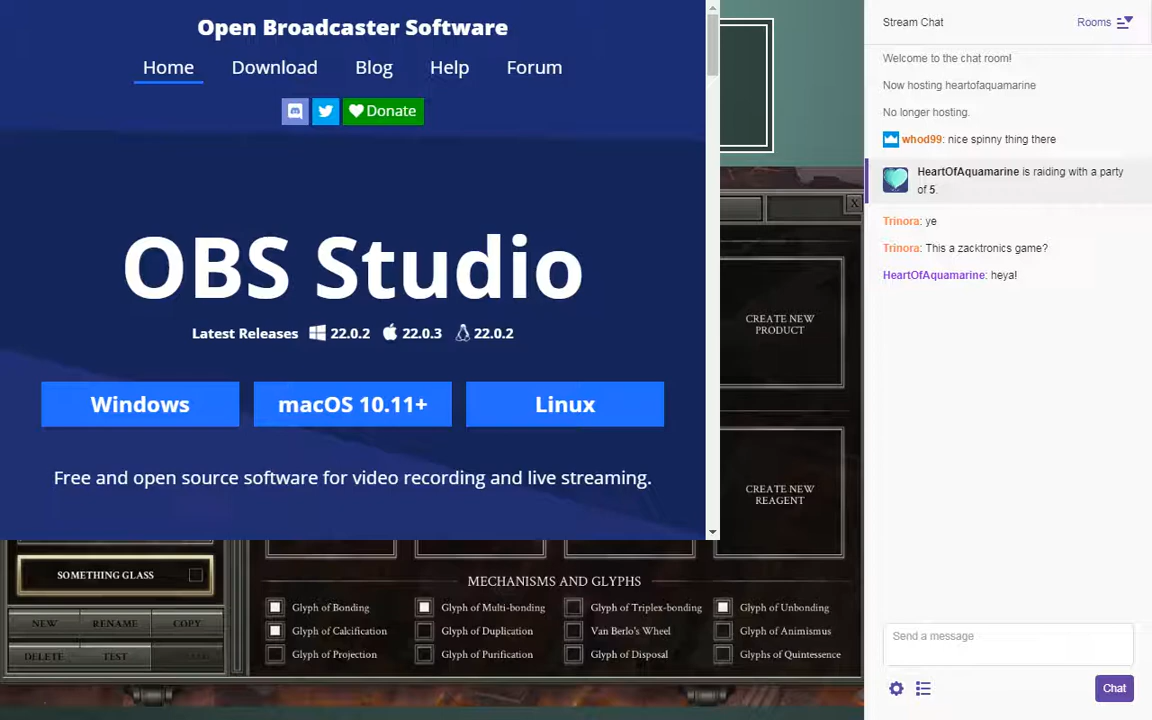 Open Broadcaster Software
Home Download Blog Help Forum
Donate
OBS Studio
Latest Releases 22.0.2 22.0.3 22.0.2
Windows macOS 10.11+ Linux
Free and open source software for video recording and live streaming.
X
CREATE NEW
PRODUCT
CREATE NEW
REAGENT
SOMETHING GLASS
NEW RENAME COPY
DELETE TEST
MECHANISMS AND GLYPHS
Glyph of Bonding Glyph of Multi-bonding Glyph of Triplex-bonding Glyph of Unbonding
Glyph of Calcification Glyph of Duplication Van Berlo's Wheel Glyph of Animismus
Glyph of Projection Glyph of Purification Glyph of Disposal Glyphs of Quintessence
Stream Chat Rooms
Welcome to the chat room!
Now hosting heartofaquamarine
No longer hosting.
whod99: nice spinny thing there
HeartOfAquamarine is raiding with a party
of 5.
Trinora: ye
Trinora: This a zacktronics game?
HeartOfAquamarine: heya!
Send a message
Chat